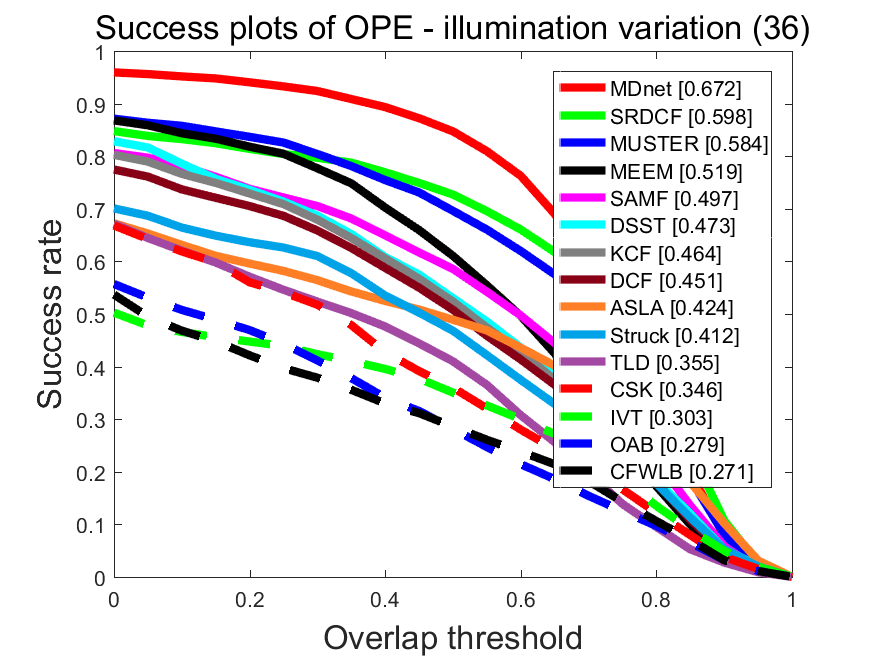 Success plots of OPE - illumination variation (36)
1
0.9
0.8
0.7
0.6
0.5
0.4
0.3
0.2
0.1
0
Success rate
MDnet [0.672]
SRDCF [0.598]
MUSTER [0.584]
MEEM [0.519]
SAMF [0.497]
DSST [0.473]
KCF [0.464]
DCF [0.451]
ASLA [0.424]
Struck [0.412]
TLD [0.355]
CSK [0.346]
IVT [0.303]
OAB [0.279]
CFWLB [0.271]
0 0.2 0.4 0.6 0.8 1
Overlap threshold